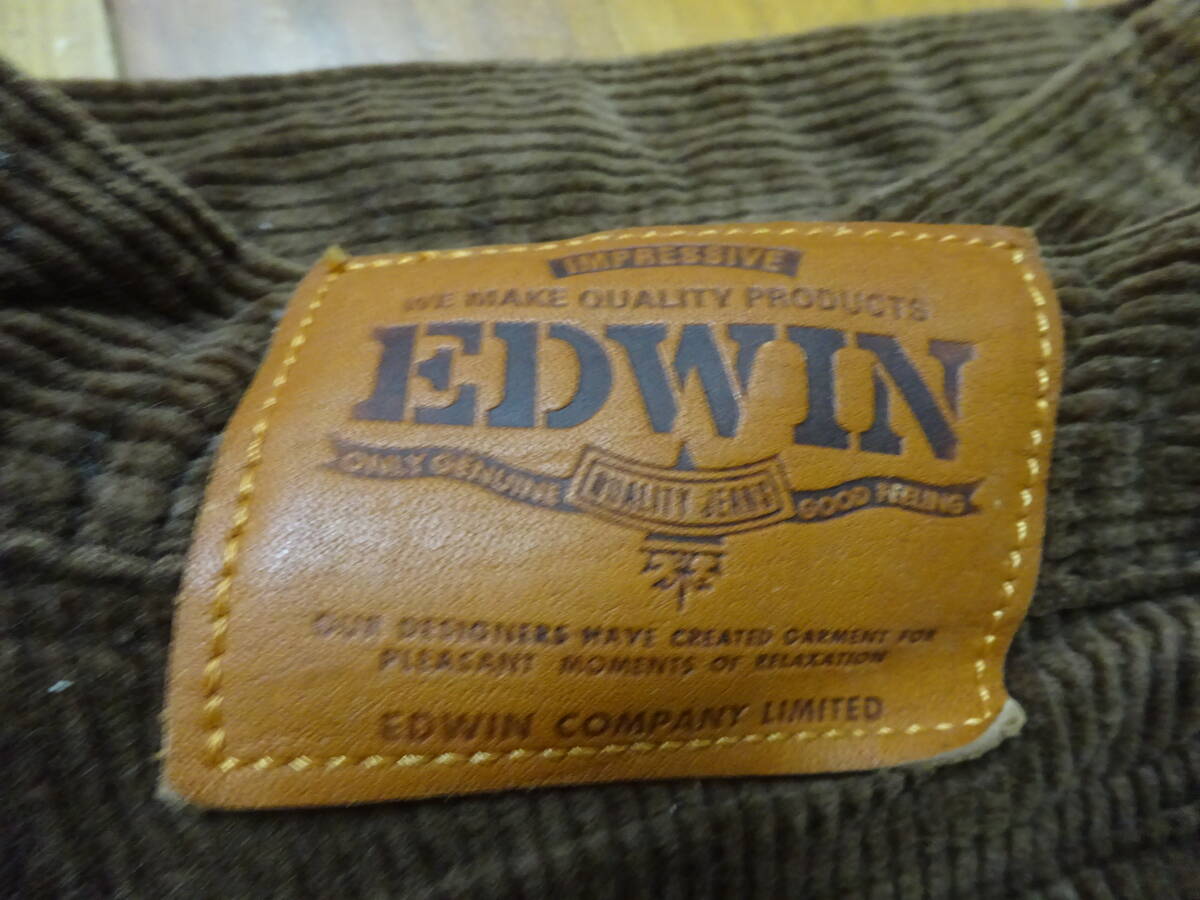 IMPRESSIVE
WE MAKE QUALITY PRODUCTS
EDWIN
ONLY GENUINE QUALITY JEANS GOOD FEELING
OUR DESIGNERS HAVE CREATED GARMENT FOR
PLEASANT MOMENTS OF RELAXATION
EDWIN COMPANY LIMITED